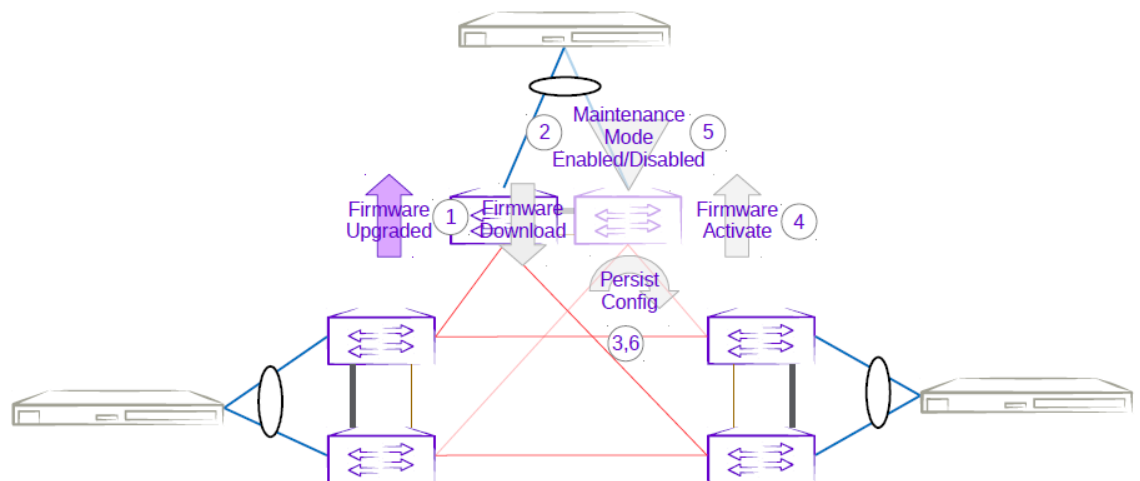 2
Maintenance
Mode
Enabled/Disabled
5
Firmware
Upgraded
1
Firmware
Download
Firmware
Activate
4
Persist
Config
3,6